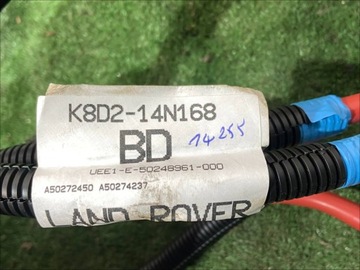 K8D2-14N168
BD
14255
UEE1-E-50248961-000
A50272450 A50274237
LAND ROVER